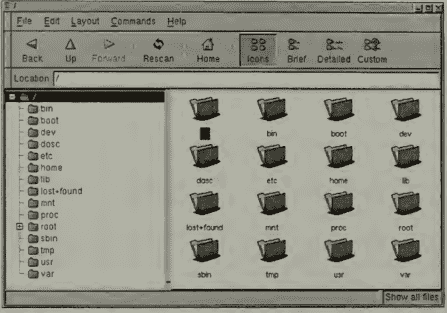 /
File Edit Layout Commands Help
Back Up Forward Rescan Home Icons Brief Detailed Custom
Location /
/
bin
boot
dev
dosc
etc
home
lib
lost+found
mnt
proc
root
sbin
tmp
usr
var
bin boot dev
dosc etc home lib
lost+found mnt proc root
sbin tmp usr var
Show all files